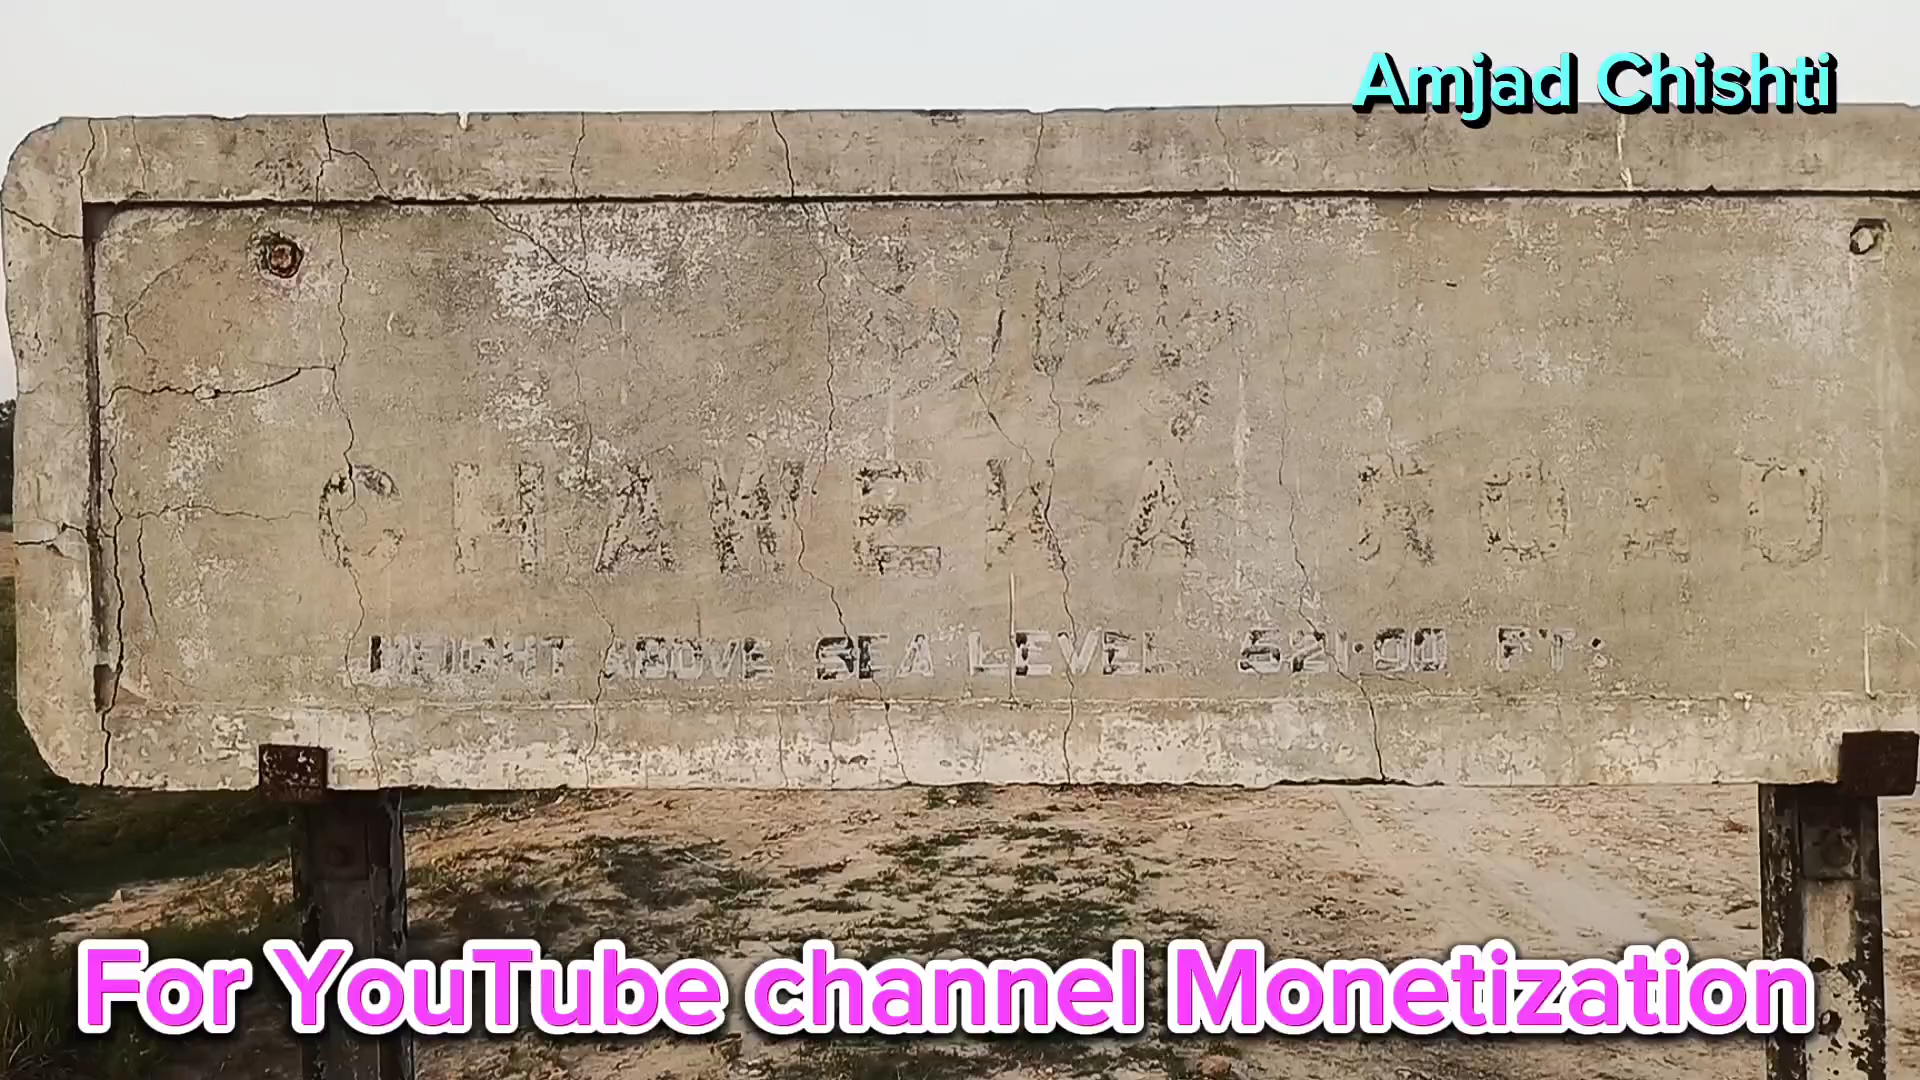 Amjad Chishti
CHAWEKA ROAD
HEIGHT ABOVE SEA LEVEL 521.90 FT.
For YouTube channel Monetization